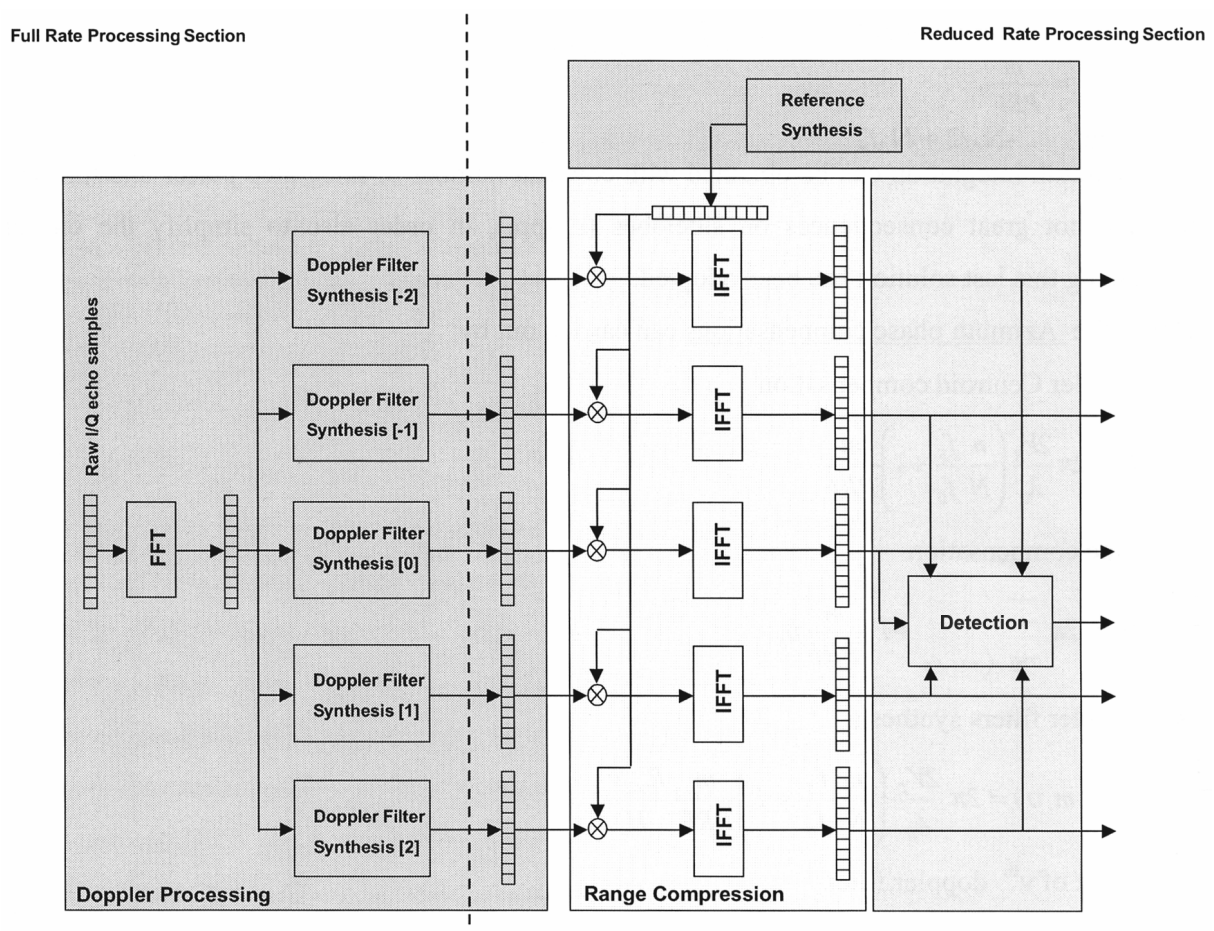 Full Rate Processing Section
Reduced Rate Processing Section
Reference
Synthesis
Raw I/Q echo samples
FFT
Doppler Filter
Synthesis [-2]
Doppler Filter
Synthesis [-1]
Doppler Filter
Synthesis [0]
Doppler Filter
Synthesis [1]
Doppler Filter
Synthesis [2]
IFFT
IFFT
IFFT
IFFT
IFFT
Detection
Doppler Processing
Range Compression